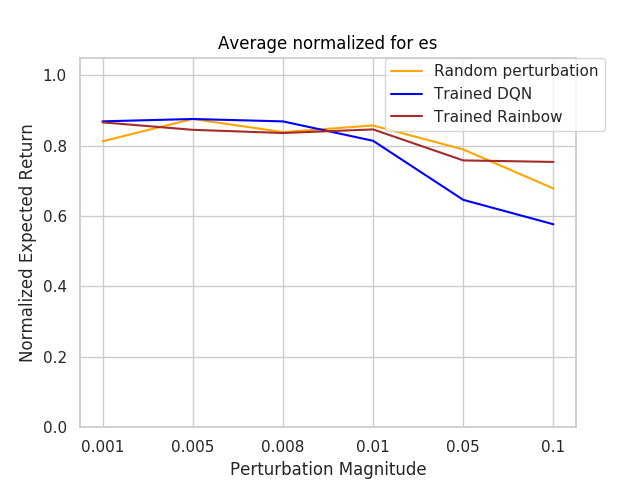 Average normalized for es
Random perturbation
Trained DQN
Trained Rainbow
Normalized Expected Return
1.0
0.8
0.6
0.4
0.2
0.0
0.001 0.005 0.008 0.01 0.05 0.1
Perturbation Magnitude